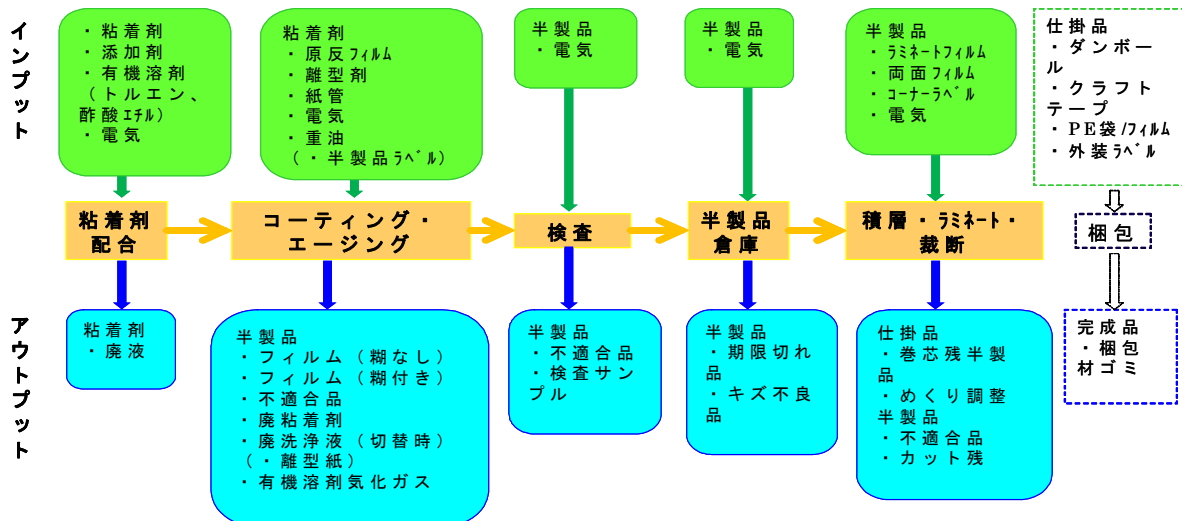 インプット
・粘着剤
・添加剤
・有機溶剤
（トルエン、
酢酸ｴﾁﾙ）
・電気
粘着剤
・原反フィルム
・離型剤
・紙管
・電気
・重油
（・半製品ﾗﾍﾞﾙ）
半製品
・電気
半製品
・電気
半製品
・ﾗﾐﾈｰﾄﾌｨﾙﾑ
・両面フィルム
・ｺｰﾅｰﾗﾍﾞﾙ
・電気
仕掛品
・ダンボー
ル
・クラフト
テープ
・PE袋/ﾌｨﾙﾑ
・外装ﾗﾍﾞﾙ
粘着剤
配合
コーティング・
エージング
検査
半製品
倉庫
積層・ﾗﾐﾈｰﾄ・
裁断
梱包
アウトプット
粘着剤
・廃液
半製品
・フィルム（糊なし）
・フィルム（糊付き）
・不適合品
・廃粘着剤
・廃洗浄液（切替時）
（・離型紙）
・有機溶剤気化ガス
半製品
・不適合品
・検査サン
プル
半製品
・期限切れ
品
・キズ不良
品
仕掛品
・巻芯残半製
品
・めくり調整
半製品
・不適合品
・カット残
完成品
・梱包
材ゴミ